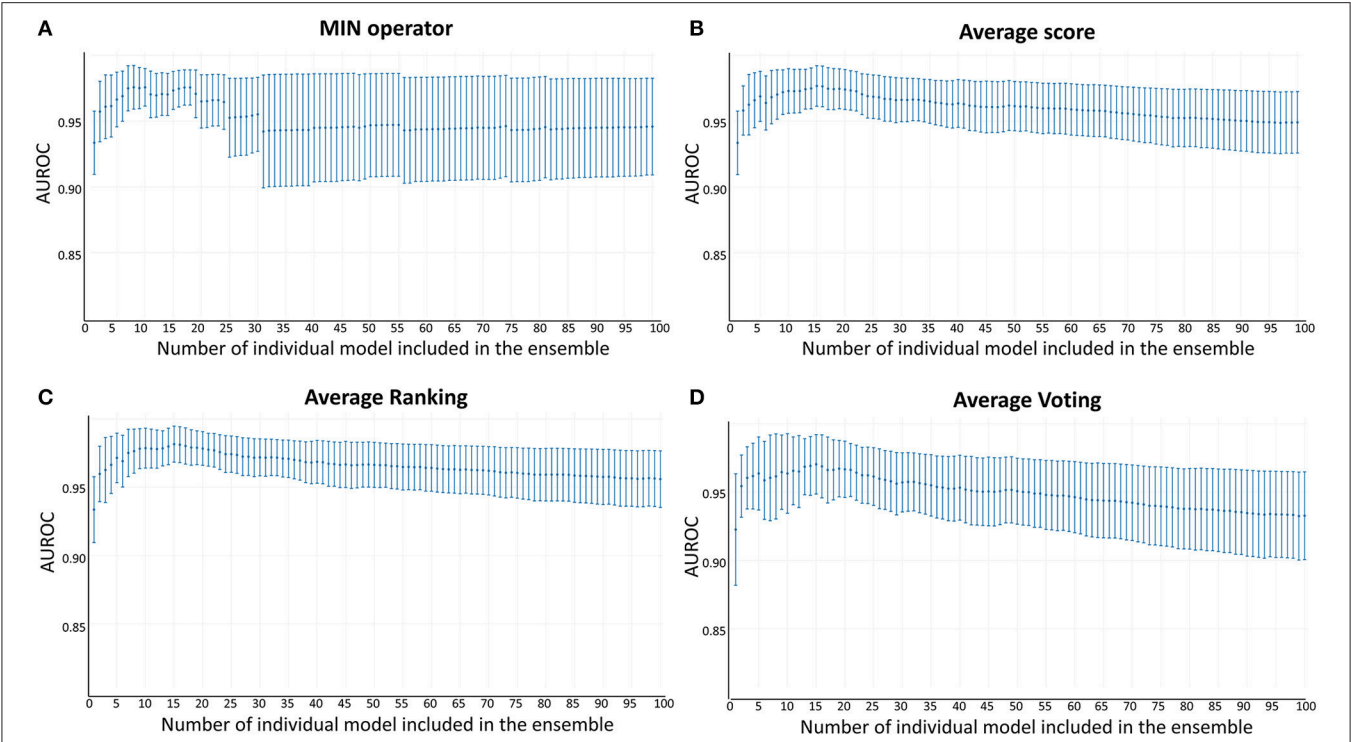 A
MIN operator
AUROC
0.95
0.90
0.85
0 5 10 15 20 25 30 35 40 45 50 55 60 65 70 75 80 85 90 95 100
Number of individual model included in the ensemble
B
Average score
AUROC
0.95
0.90
0.85
0 5 10 15 20 25 30 35 40 45 50 55 60 65 70 75 80 85 90 95 100
Number of individual model included in the ensemble
C
Average Ranking
AUROC
0.95
0.90
0.85
0 5 10 15 20 25 30 35 40 45 50 55 60 65 70 75 80 85 90 95 100
Number of individual model included in the ensemble
D
Average Voting
AUROC
0.95
0.90
0.85
0 5 10 15 20 25 30 35 40 45 50 55 60 65 70 75 80 85 90 95 100
Number of individual model included in the ensemble